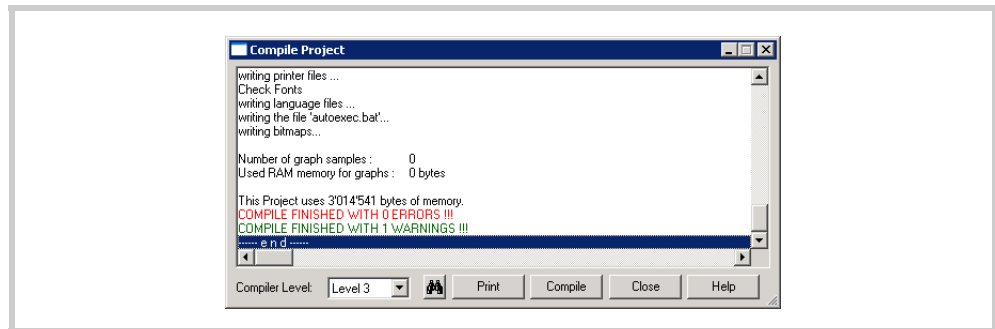 Compile Project
writing printer files ...
Check Fonts
writing language files ...
writing the file 'autoexec.bat'...
writing bitmaps...
Number of graph samples : 0
Used RAM memory for graphs : 0 bytes
This Project uses 3'014'541 bytes of memory.
COMPILE FINISHED WITH 0 ERRORS !!!
COMPILE FINISHED WITH 1 WARNINGS !!!
------ e n d ------
Compiler Level: Level 3 Print Compile Close Help